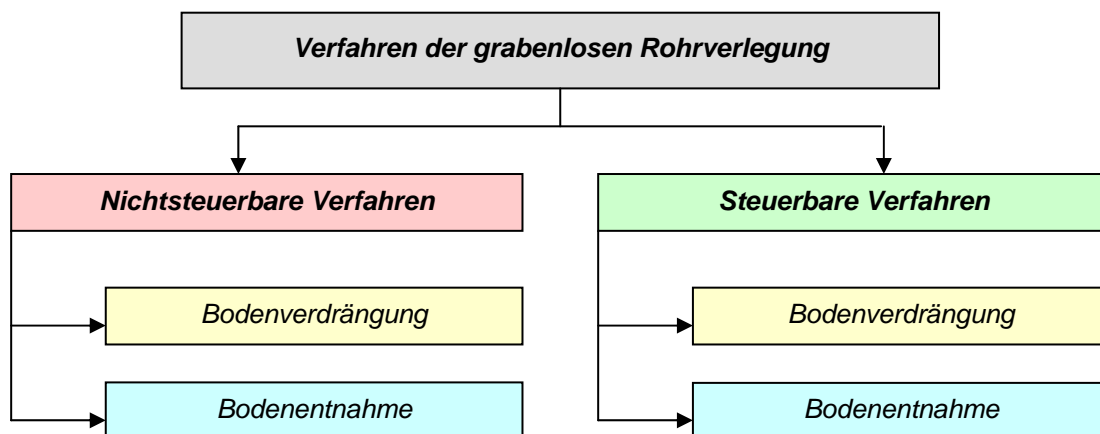 Verfahren der grabenlosen Rohrverlegung
Nichtsteuerbare Verfahren
Steuerbare Verfahren
Bodenverdrängung
Bodenverdrängung
Bodenentnahme
Bodenentnahme